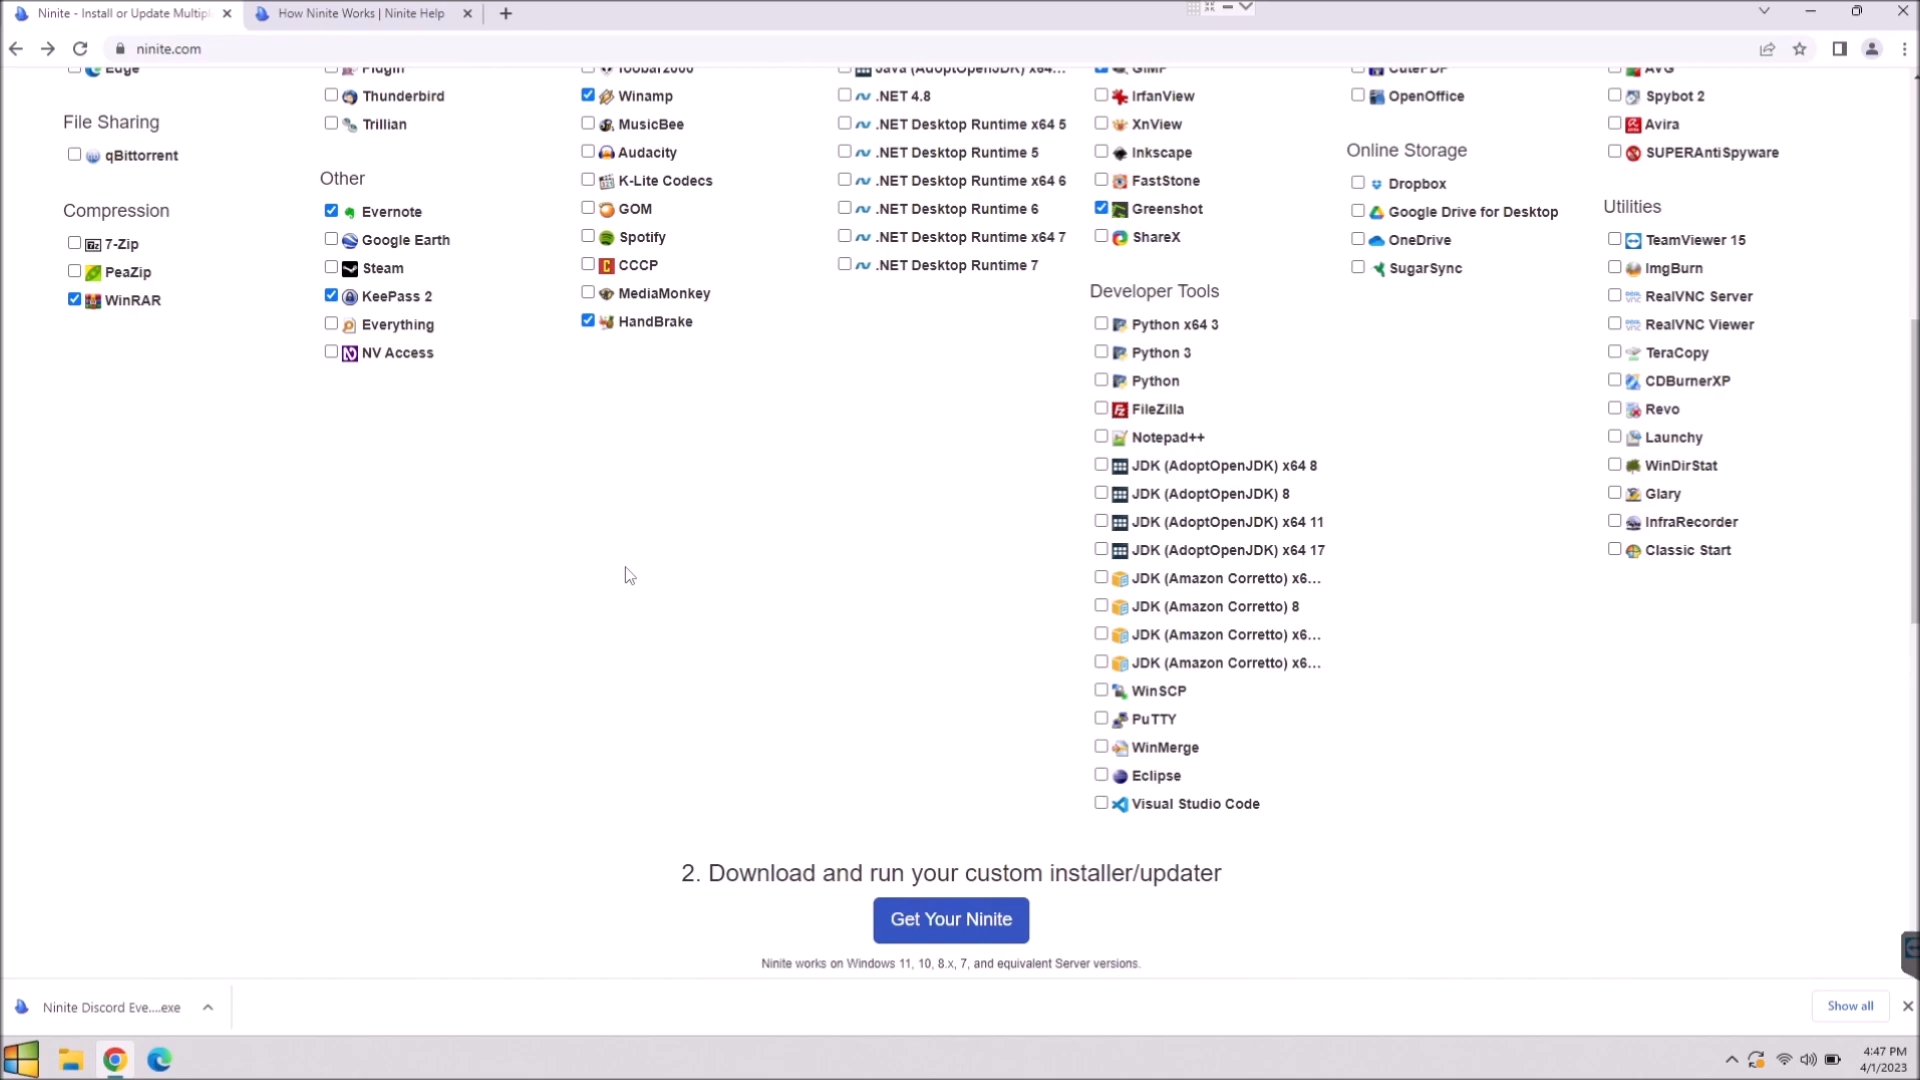 Ninite - Install or Update Multipl
How Ninite Works | Ninite Help
ninite.com
Edge
File Sharing
qBittorrent
Compression
7-Zip
PeaZip
WinRAR
Plugin
Thunderbird
Trillian
Other
Evernote
Google Earth
Steam
KeePass 2
Everything
NV Access
foobar2000
Winamp
MusicBee
Audacity
K-Lite Codecs
GOM
Spotify
CCCP
MediaMonkey
HandBrake
Java (AdoptOpenJDK) x64...
.NET 4.8
.NET Desktop Runtime x64 5
.NET Desktop Runtime 5
.NET Desktop Runtime x64 6
.NET Desktop Runtime 6
.NET Desktop Runtime x64 7
.NET Desktop Runtime 7
GIMP
IrfanView
XnView
Inkscape
FastStone
Greenshot
ShareX
Developer Tools
Python x64 3
Python 3
Python
FileZilla
Notepad++
JDK (AdoptOpenJDK) x64 8
JDK (AdoptOpenJDK) 8
JDK (AdoptOpenJDK) x64 11
JDK (AdoptOpenJDK) x64 17
JDK (Amazon Corretto) x6...
JDK (Amazon Corretto) 8
JDK (Amazon Corretto) x6...
JDK (Amazon Corretto) x6...
WinSCP
PuTTY
WinMerge
Eclipse
Visual Studio Code
CutePDF
OpenOffice
Online Storage
Dropbox
Google Drive for Desktop
OneDrive
SugarSync
AVG
Spybot 2
Avira
SUPERAntiSpyware
Utilities
TeamViewer 15
ImgBurn
RealVNC Server
RealVNC Viewer
TeraCopy
CDBurnerXP
Revo
Launchy
WinDirStat
Glary
InfraRecorder
Classic Start
2. Download and run your custom installer/updater
Get Your Ninite
Ninite works on Windows 11, 10, 8.x, 7, and equivalent Server versions.
Ninite Discord Eve....exe
Show all
4:47 PM
4/1/2023